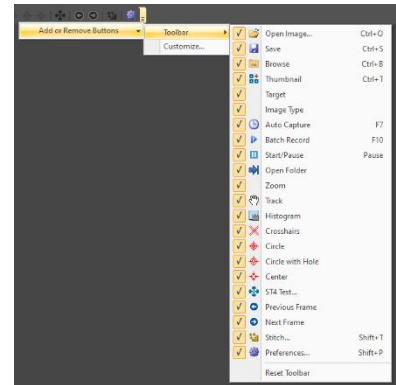 Add or Remove Buttons
Toolbar
Customize...
Open Image... Ctrl+O
Save Ctrl+S
Browse Ctrl+B
Thumbnail Ctrl+T
Target
Image Type
Auto Capture F7
Batch Record F10
Start/Pause Pause
Open Folder
Zoom
Track
Histogram
Crosshairs
Circle
Circle with Hole
Center
ST4 Test...
Previous Frame
Next Frame
Stitch... Shift+T
Preferences... Shift+P
Reset Toolbar